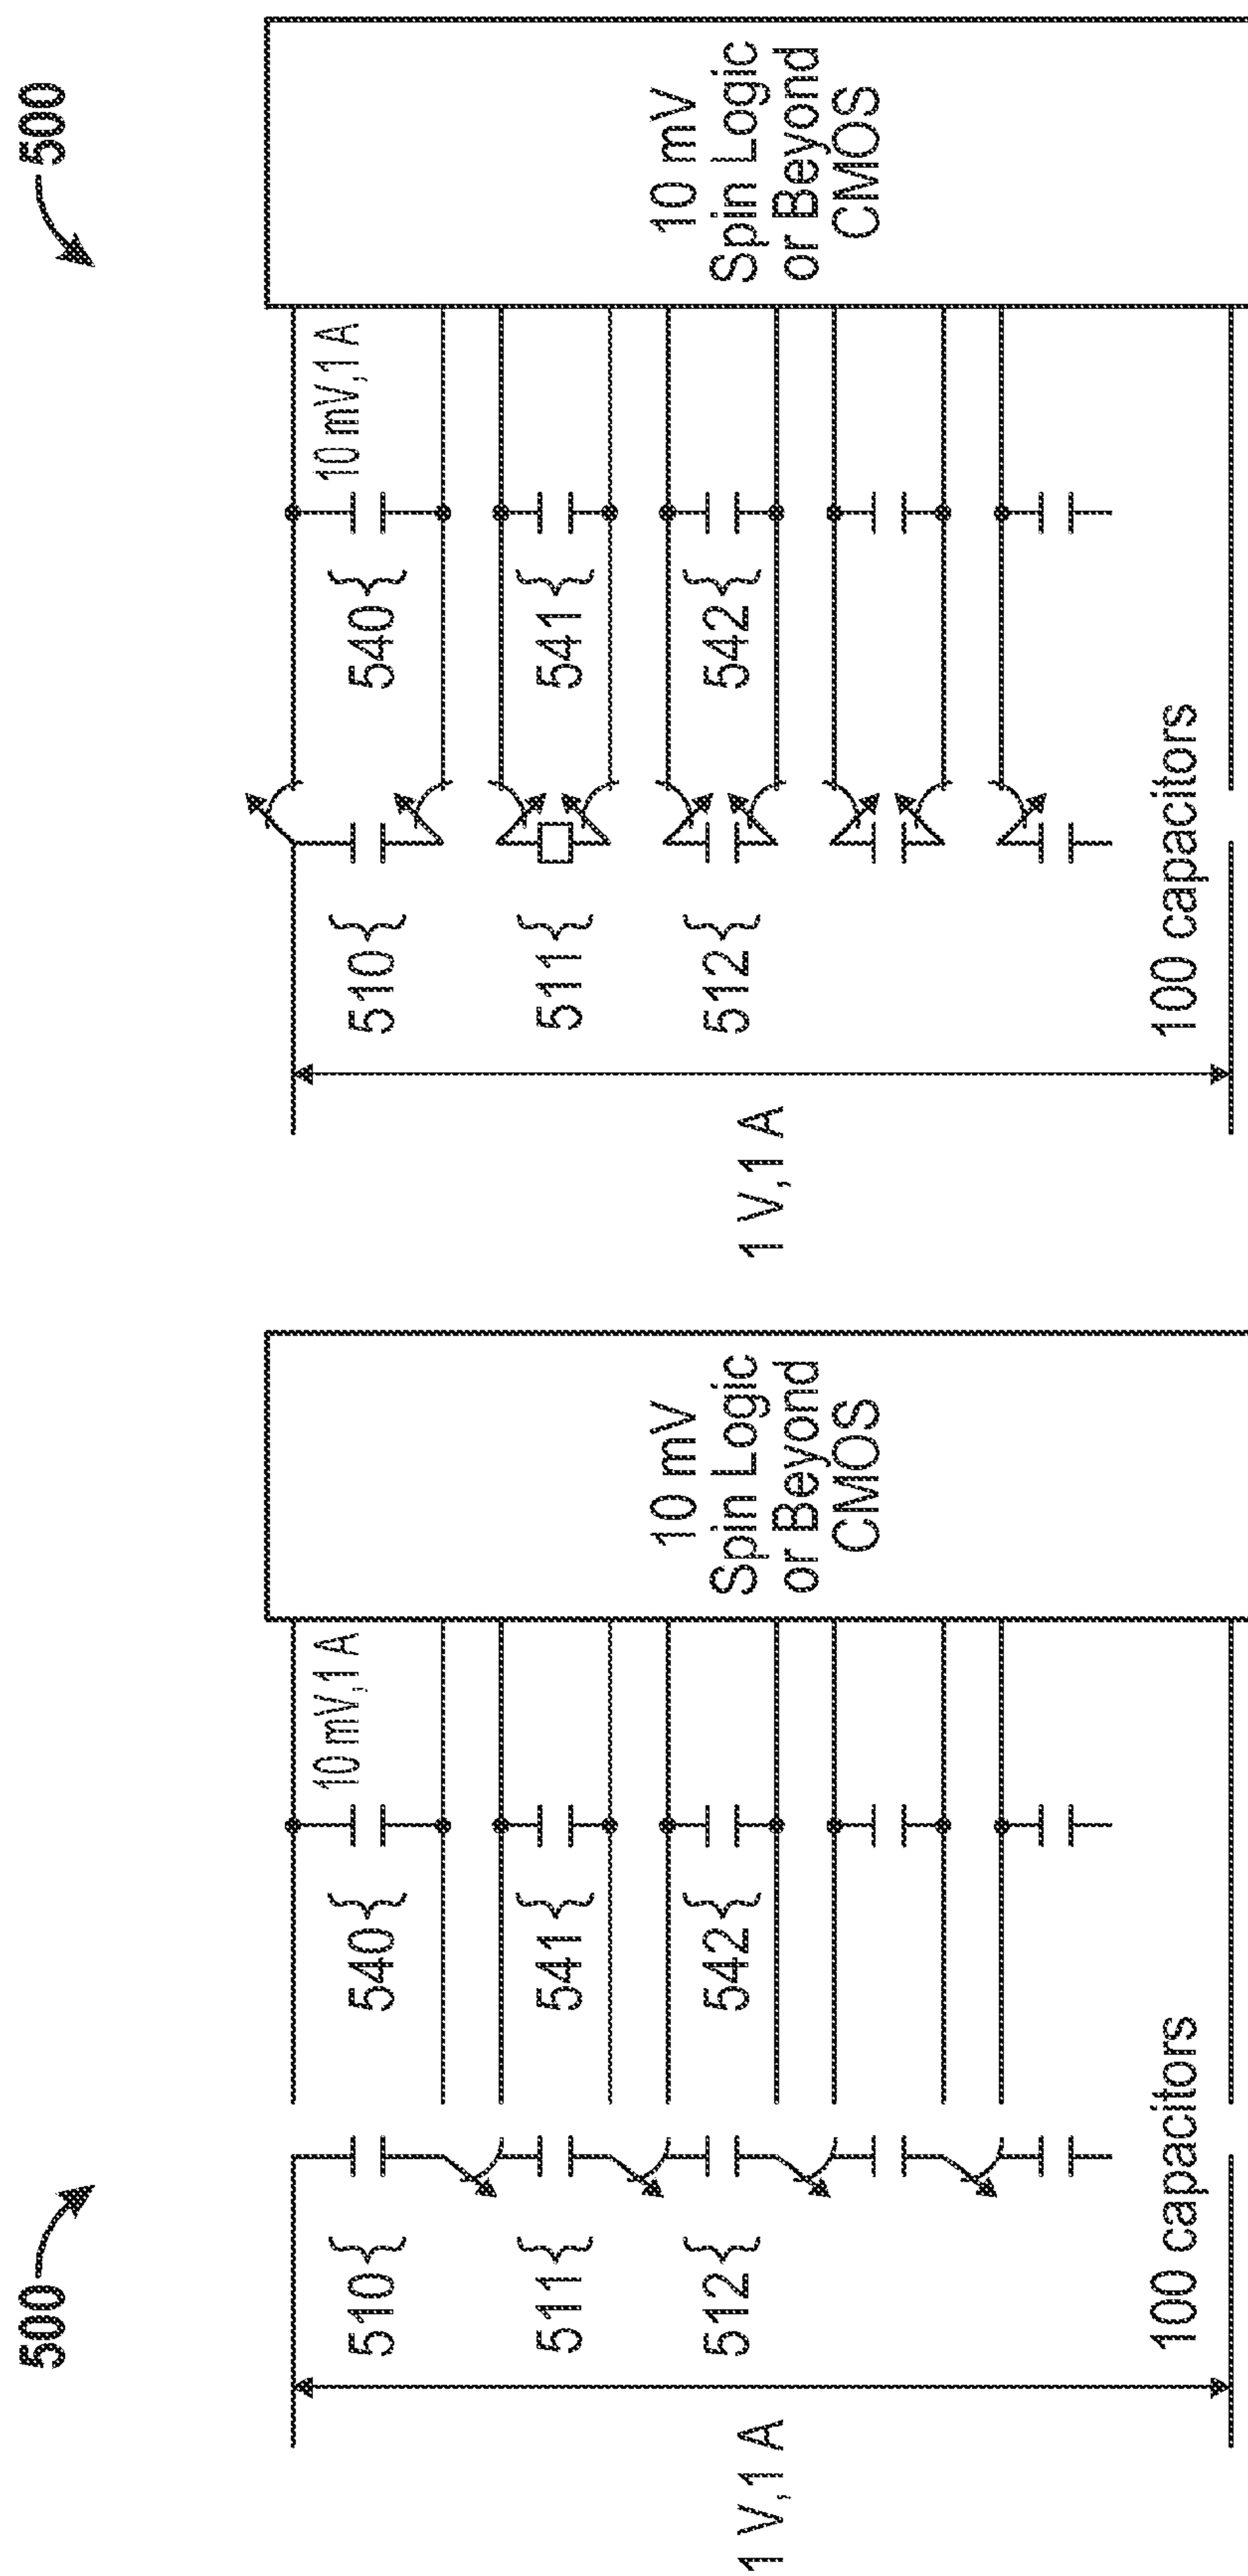 500
1 V,1 A
510
511
512
100 capacitors
540
541
542
10 mV,1 A
10 mV
Spin Logic
or Beyond
CMOS
500
1 V,1 A
510
511
512
100 capacitors
540
541
542
10 mV,1 A
10 mV
Spin Logic
or Beyond
CMOS